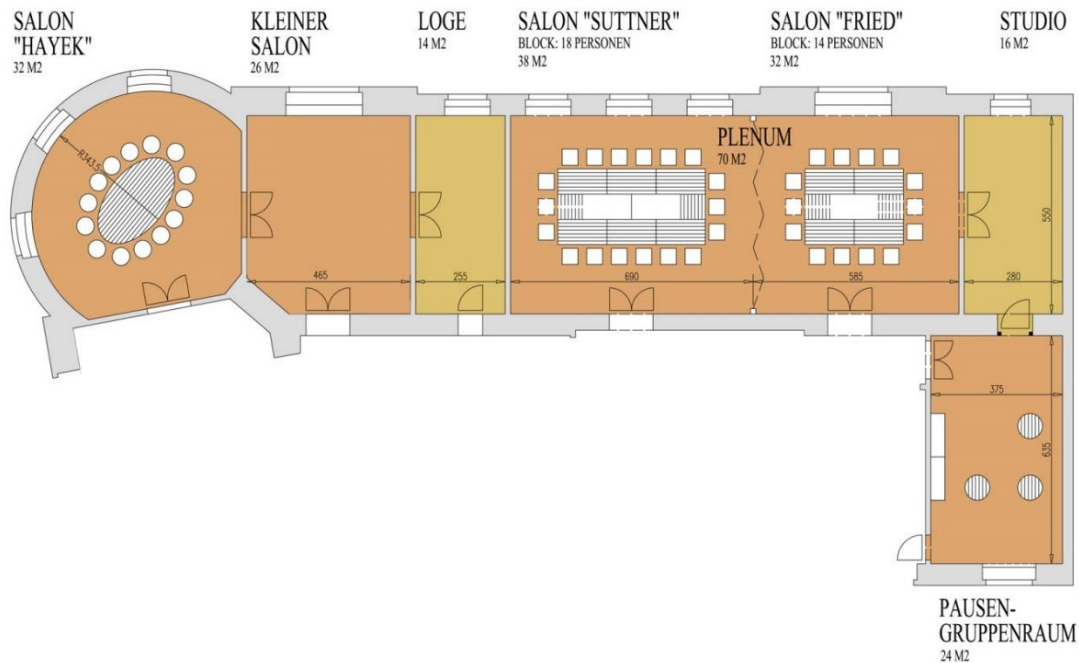 SALON
"HAYEK"
32 M2
KLEINER
SALON
26 M2
LOGE
14 M2
SALON "SUTTNER"
BLOCK: 18 PERSONEN
38 M2
SALON "FRIED"
BLOCK: 14 PERSONEN
32 M2
STUDIO
16 M2
PLENUM
70 M2
R343.5
550
465
255
690
585
280
375
635
PAUSEN-
GRUPPENRAUM
24 M2